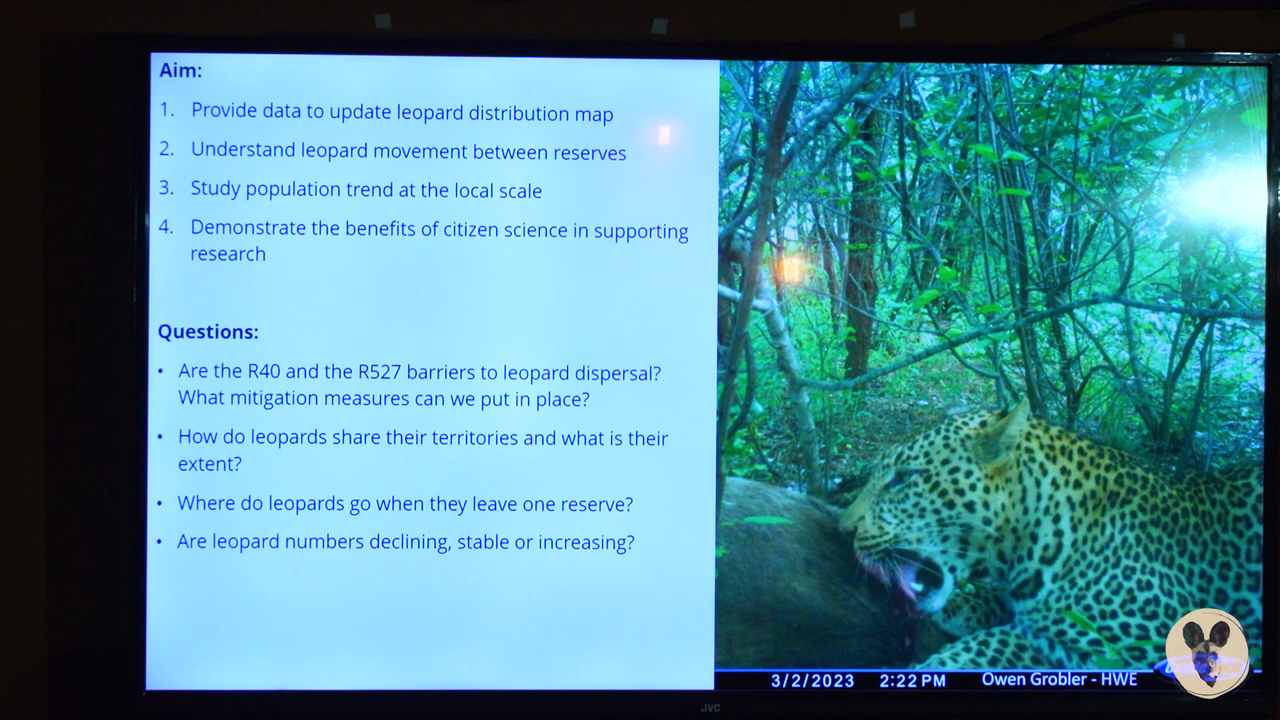 Aim:
1. Provide data to update leopard distribution map
2. Understand leopard movement between reserves
3. Study population trend at the local scale
4. Demonstrate the benefits of citizen science in supporting
research
Questions:
• Are the R40 and the R527 barriers to leopard dispersal?
What mitigation measures can we put in place?
• How do leopards share their territories and what is their
extent?
• Where do leopards go when they leave one reserve?
• Are leopard numbers declining, stable or increasing?
3/2/2023 2:22 PM Owen Grobler - HWE
JVC